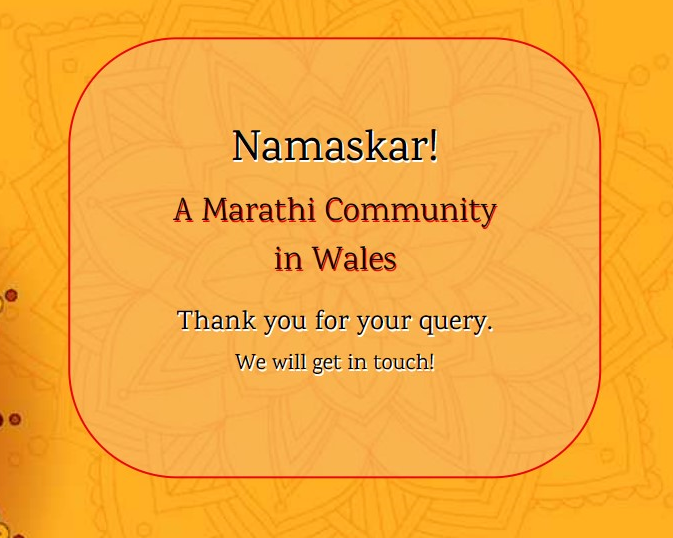 Namaskar!
A Marathi Community
in Wales
Thank you for your query.
We will get in touch!